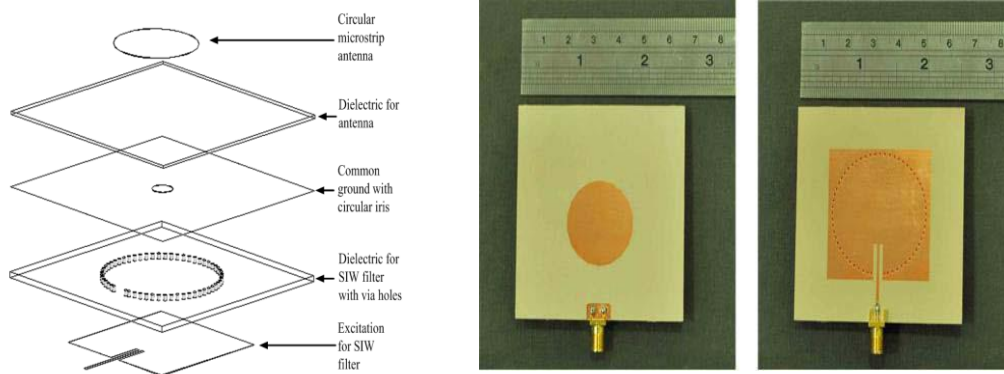 Circular
microstrip
antenna
Dielectric for
antenna
Common
ground with
circular iris
Dielectric for
SIW filter
with via holes
Excitation
for SIW
filter
1 2 3 4 5 6 7 8
1 2 3
1 2 3 4 5 6 7 8
1 2 3